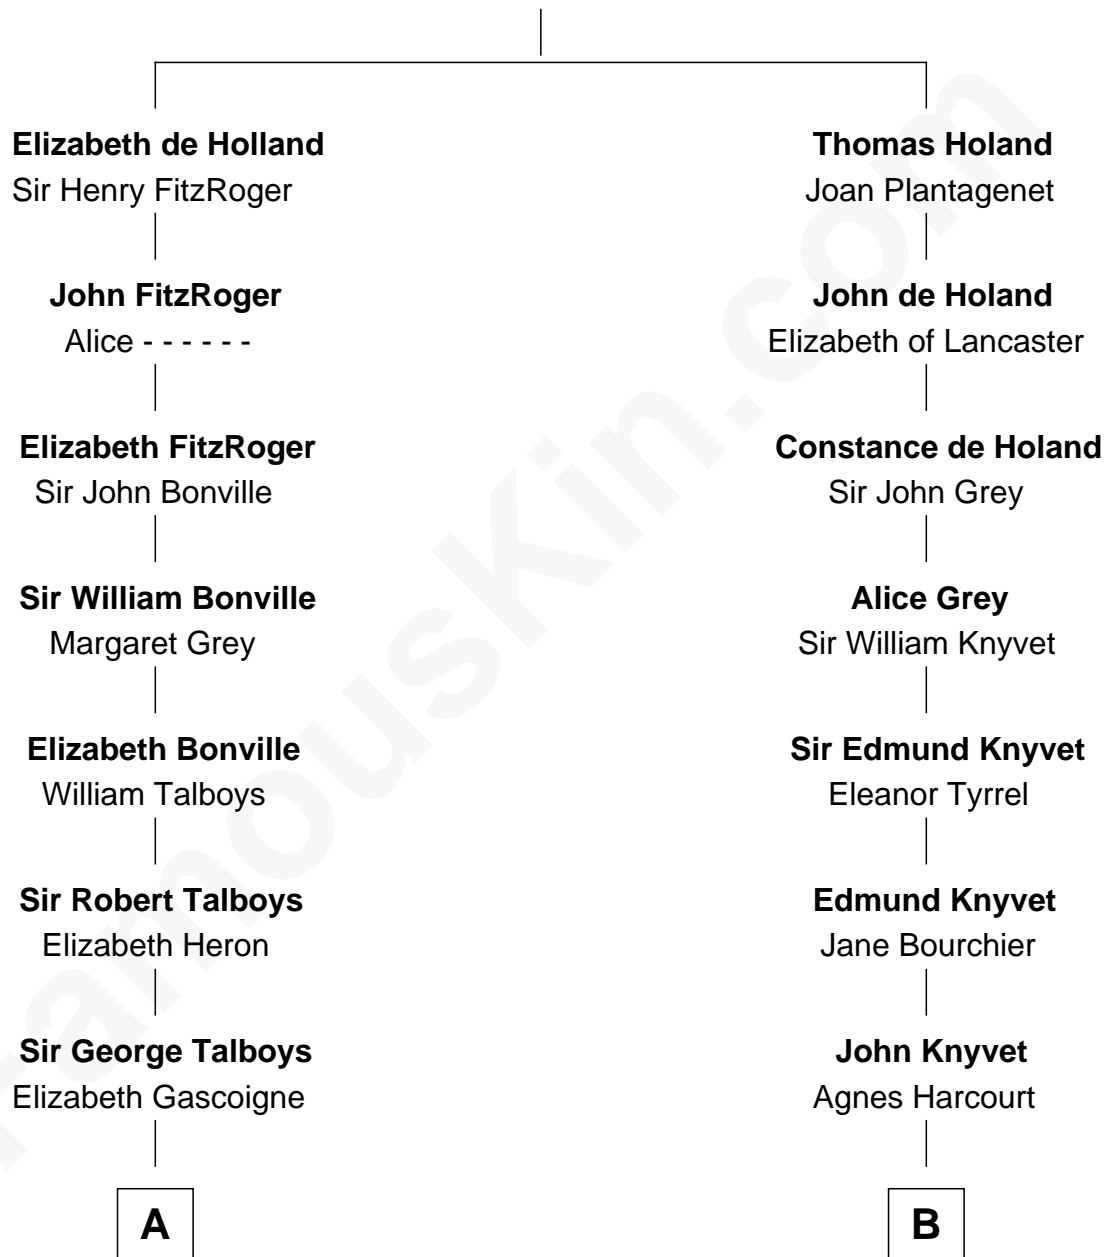 Elizabeth de Holland
Sir Henry FitzRoger
John FitzRoger
Alice - - - - - -
Elizabeth FitzRoger
Sir John Bonville
Sir William Bonville
Margaret Grey
Elizabeth Bonville
William Talboys
Sir Robert Talboys
Elizabeth Heron
Sir George Talboys
Elizabeth Gascoigne
A
Thomas Holand
Joan Plantagenet
John de Holand
Elizabeth of Lancaster
Constance de Holand
Sir John Grey
Alice Grey
Sir William Knyvet
Sir Edmund Knyvet
Eleanor Tyrrel
Edmund Knyvet
Jane Bourchier
John Knyvet
Agnes Harcourt
B
FamousKin.com